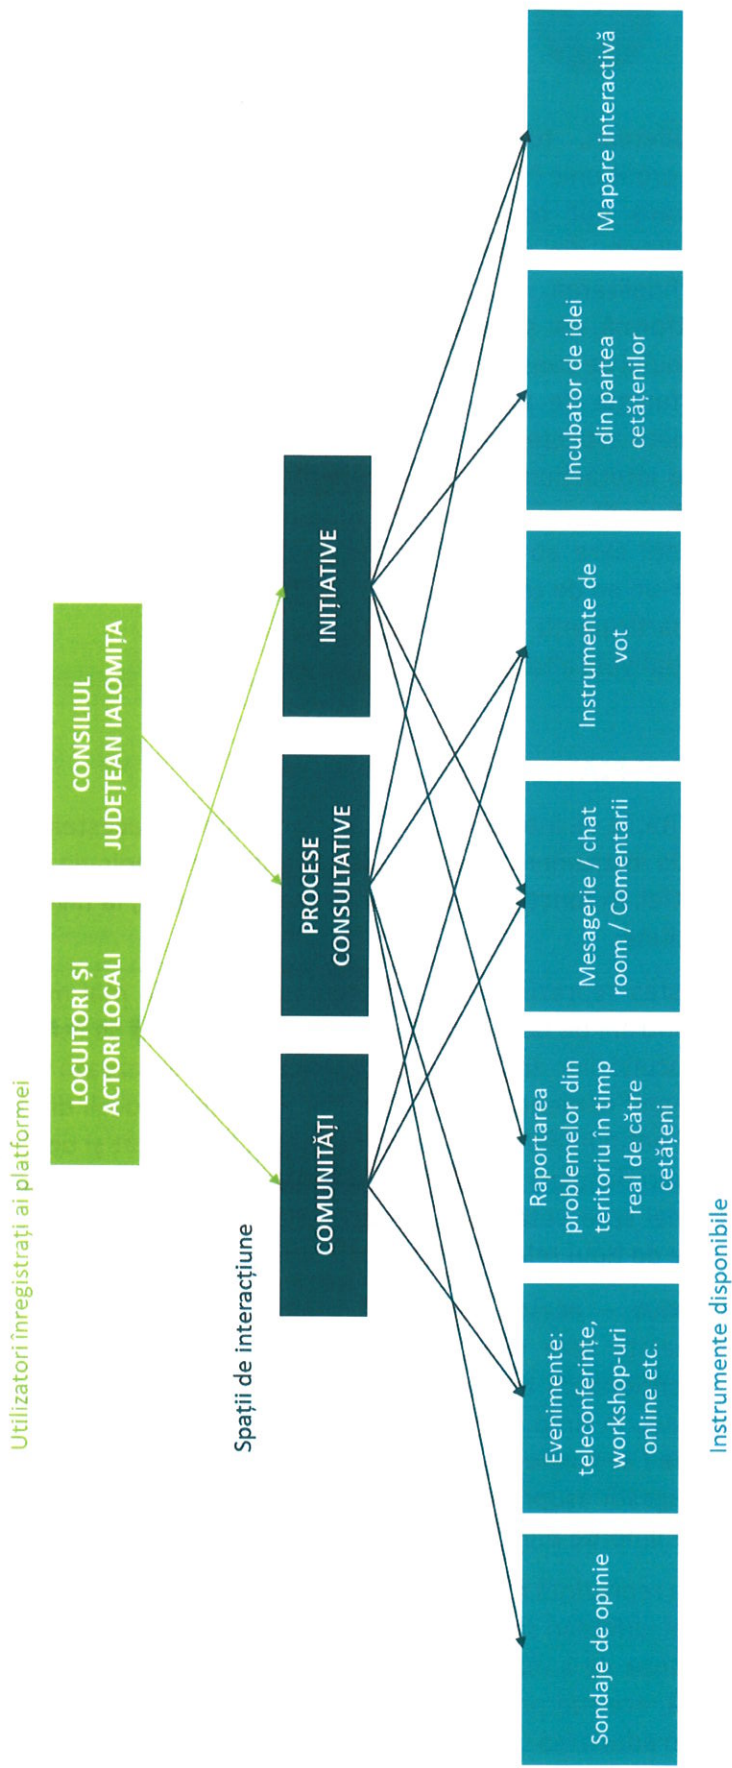 Utilizatori înregistrați ai platformei
LOCUITORI ȘI
ACTORI LOCALI
CONSILIUL
JUDEȚEAN IALOMIȚA
Spații de interacțiune
COMUNITĂȚI
PROCESE
CONSULTATIVE
INIȚIATIVE
Sondaje de opinie
Evenimente:
teleconferințe,
workshop-uri
online etc.
Raportarea
problemelor din
teritoriu în timp
real de către
cetățeni
Mesagerie / chat
room / Comentarii
Instrumente de
vot
Incubator de idei
din partea
cetățenilor
Mapare interactivă
Instrumente disponibile